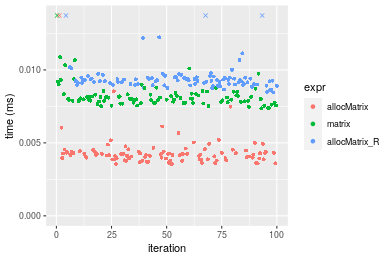 0.010
0.005
0.000
time (ms)
0
25
50
75
100
iteration
expr
allocMatrix
matrix
allocMatrix_R